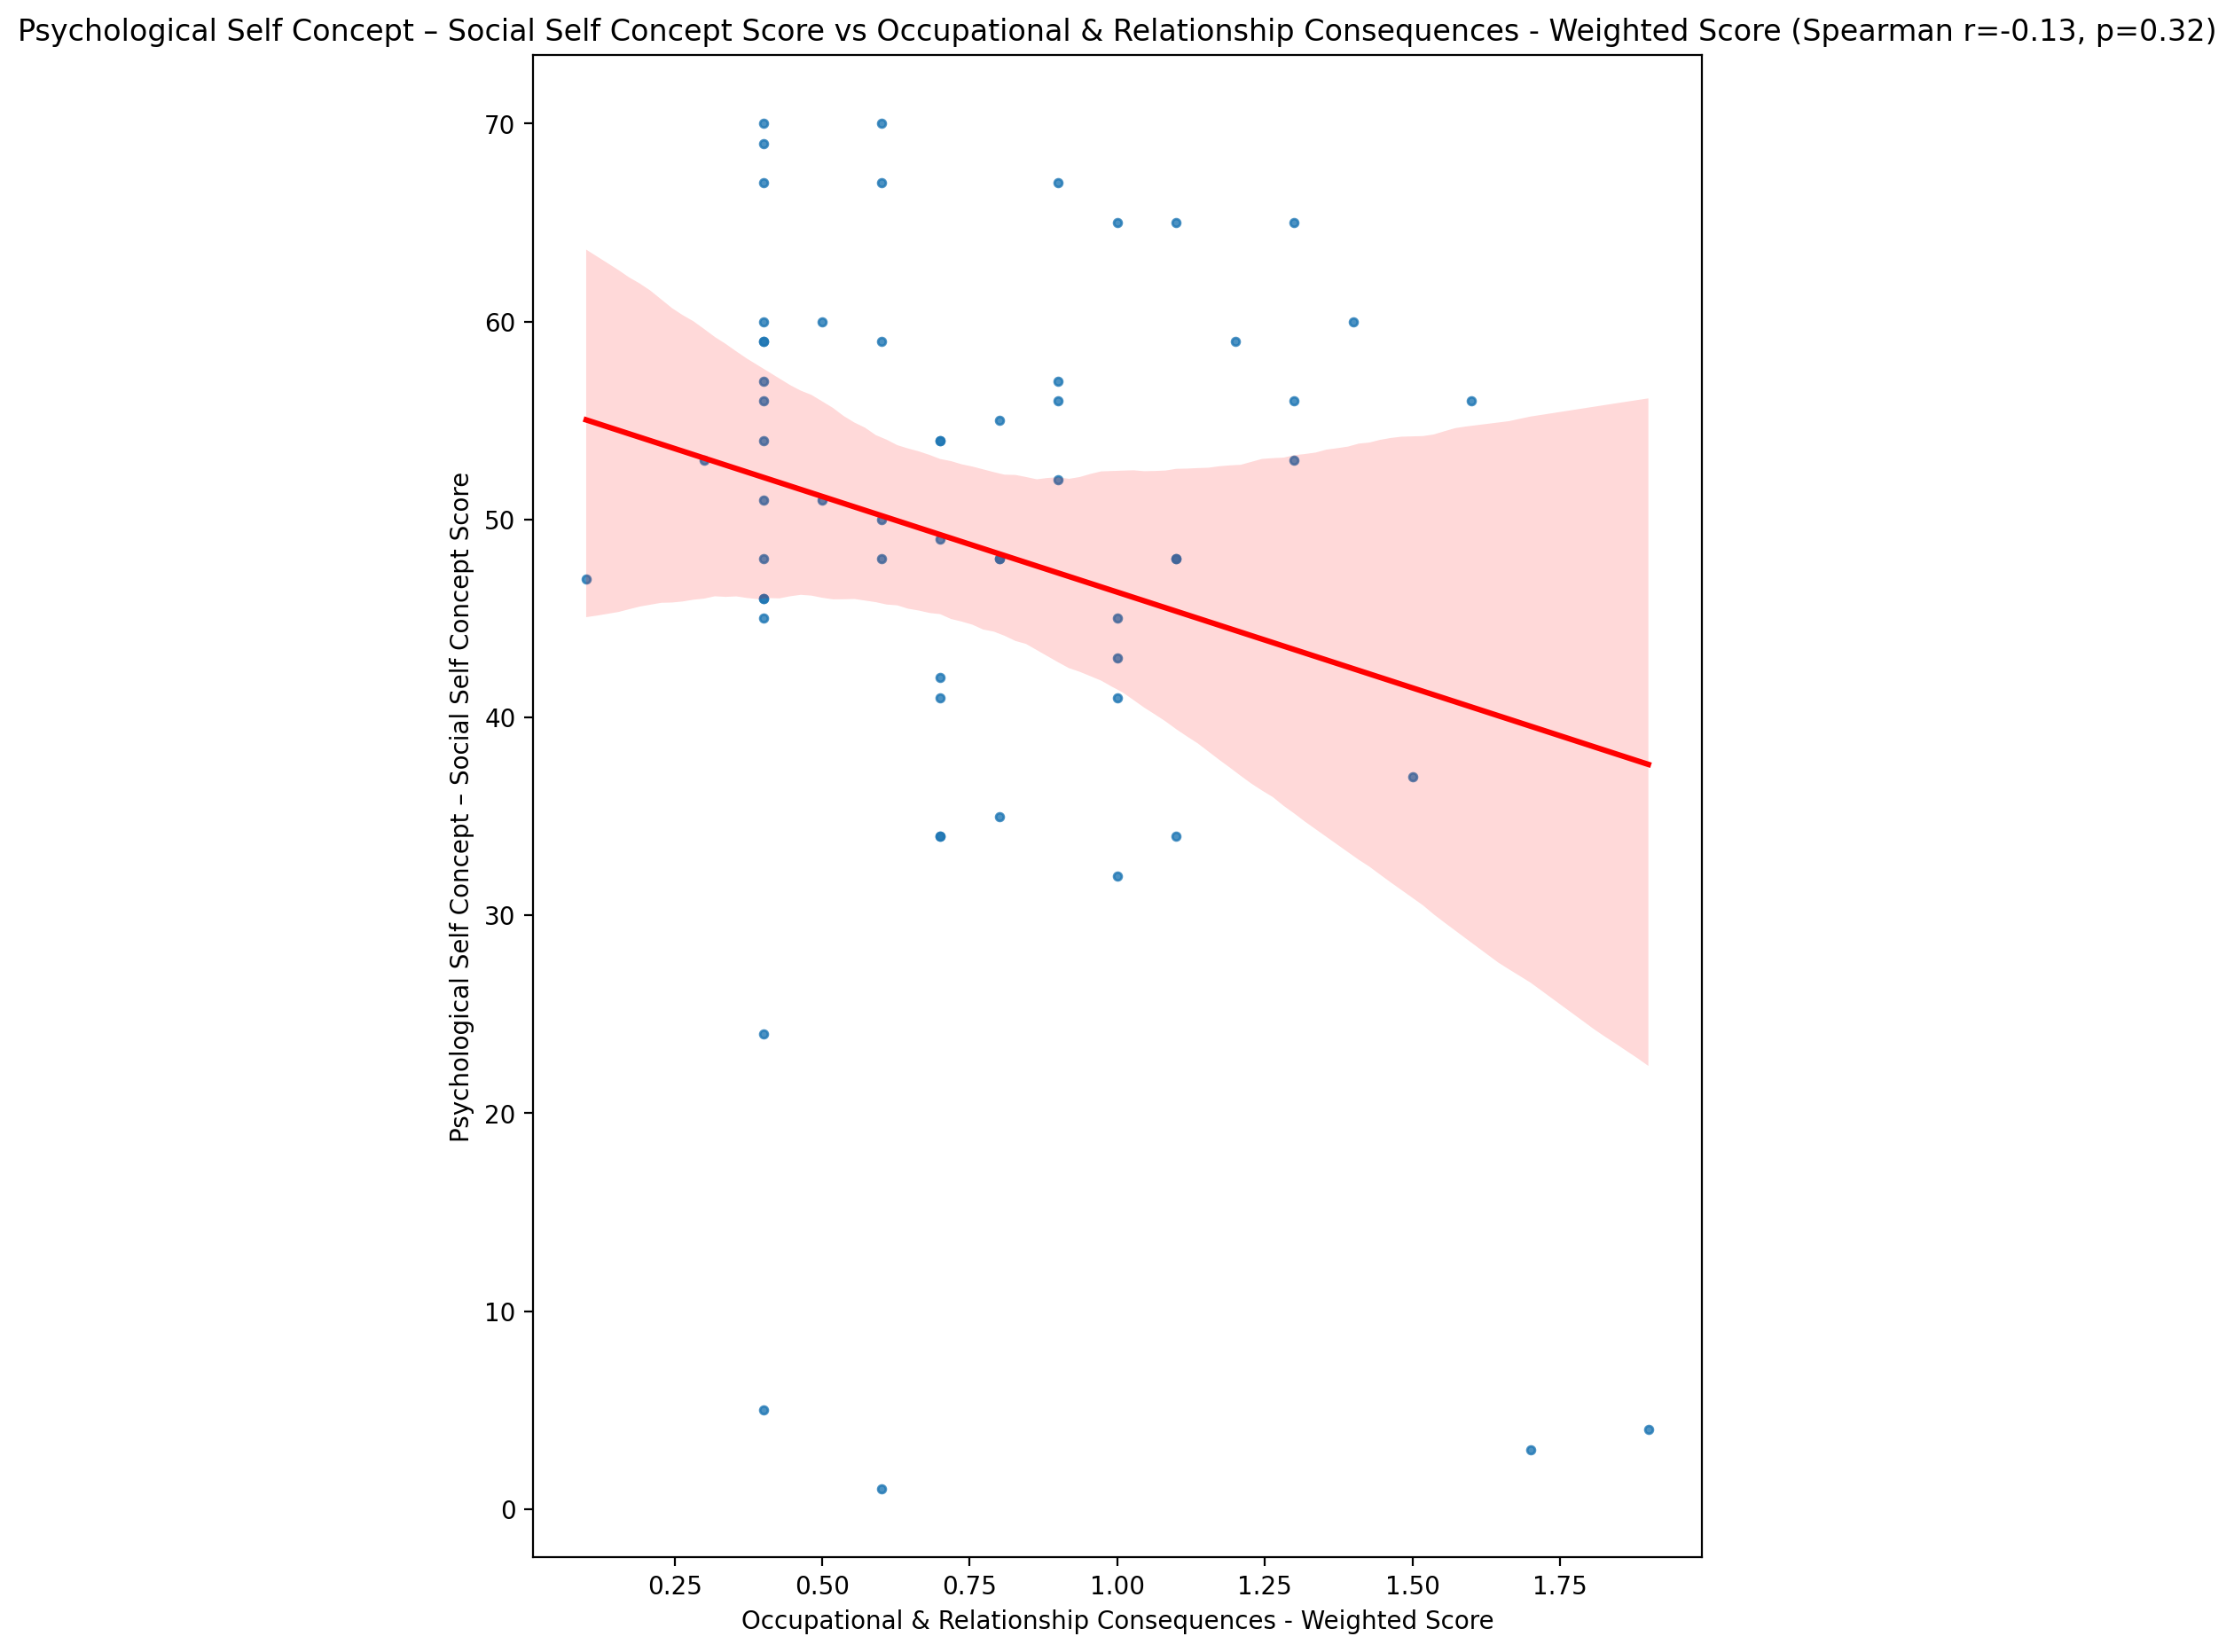 Psychological Self Concept – Social Self Concept Score vs Occupational & Relationship Consequences - Weighted Score (Spearman r=-0.13, p=0.32)
Psychological Self Concept – Social Self Concept Score
70
60
50
40
30
20
10
0
0.25 0.50 0.75 1.00 1.25 1.50 1.75
Occupational & Relationship Consequences - Weighted Score